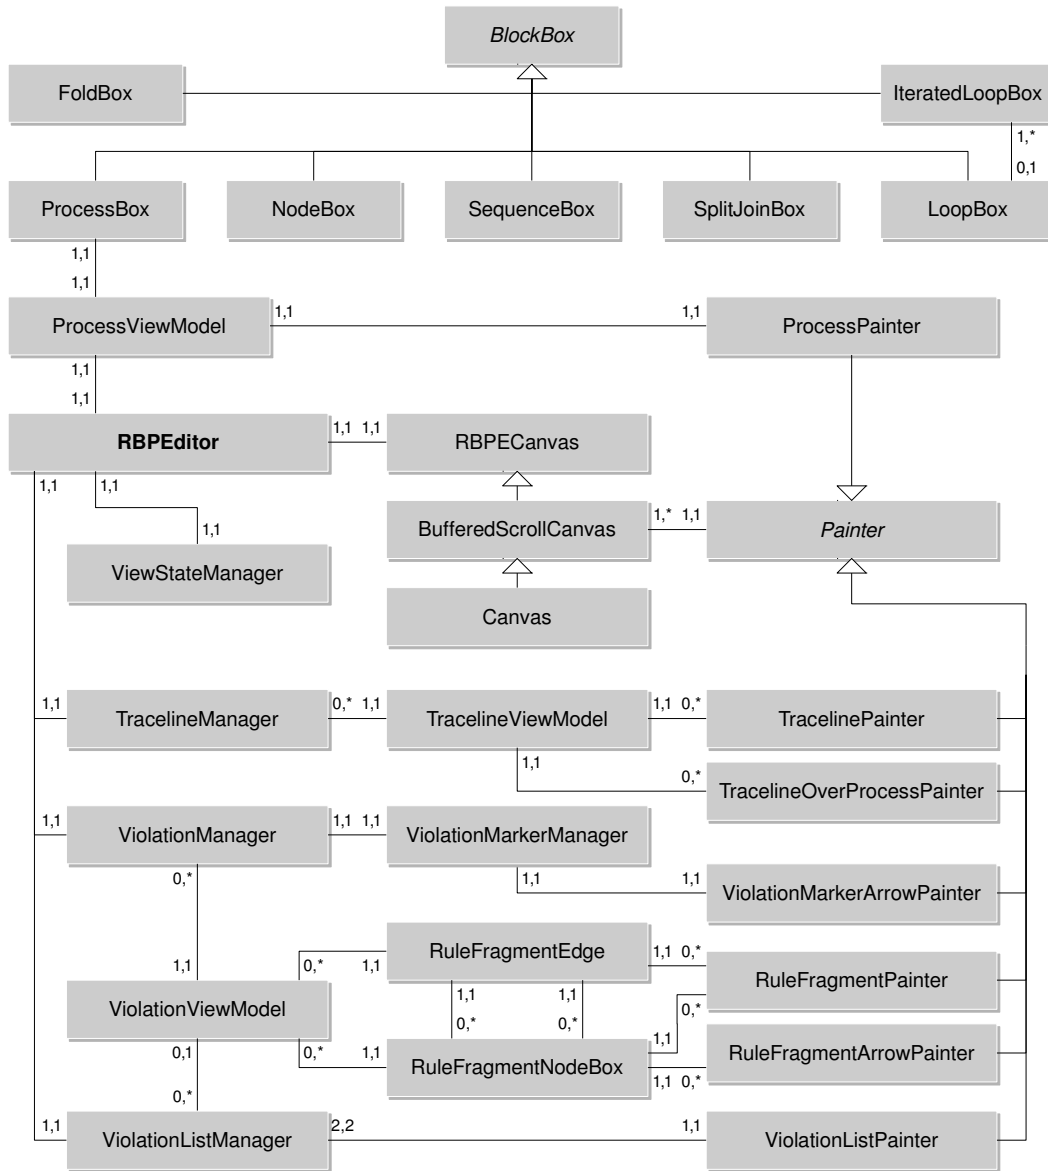 BlockBox
FoldBox
IteratedLoopBox
1,*
0,1
ProcessBox
NodeBox
SequenceBox
SplitJoinBox
LoopBox
1,1
1,1
ProcessViewModel
1,1
1,1
ProcessPainter
1,1
1,1
RBPEditor
1,1 1,1
RBPECanvas
1,1
1,1
BufferedScrollCanvas
1,* 1,1
Painter
1,1
ViewStateManager
Canvas
1,1
TracelineManager
0,* 1,1
TracelineViewModel
1,1 0,*
TracelinePainter
1,1
0,*
TracelineOverProcessPainter
1,1
ViolationManager
1,1 1,1
ViolationMarkerManager
0,*
1,1
1,1
ViolationMarkerArrowPainter
RuleFragmentEdge
1,1 0,*
RuleFragmentPainter
1,1
0,*
1,1
ViolationViewModel
1,1
1,1
0,*
0,*
0,*
1,1
0,1
0,*
1,1
RuleFragmentNodeBox
RuleFragmentArrowPainter
1,1 0,*
0,*
1,1
ViolationListManager
2,2
1,1
ViolationListPainter